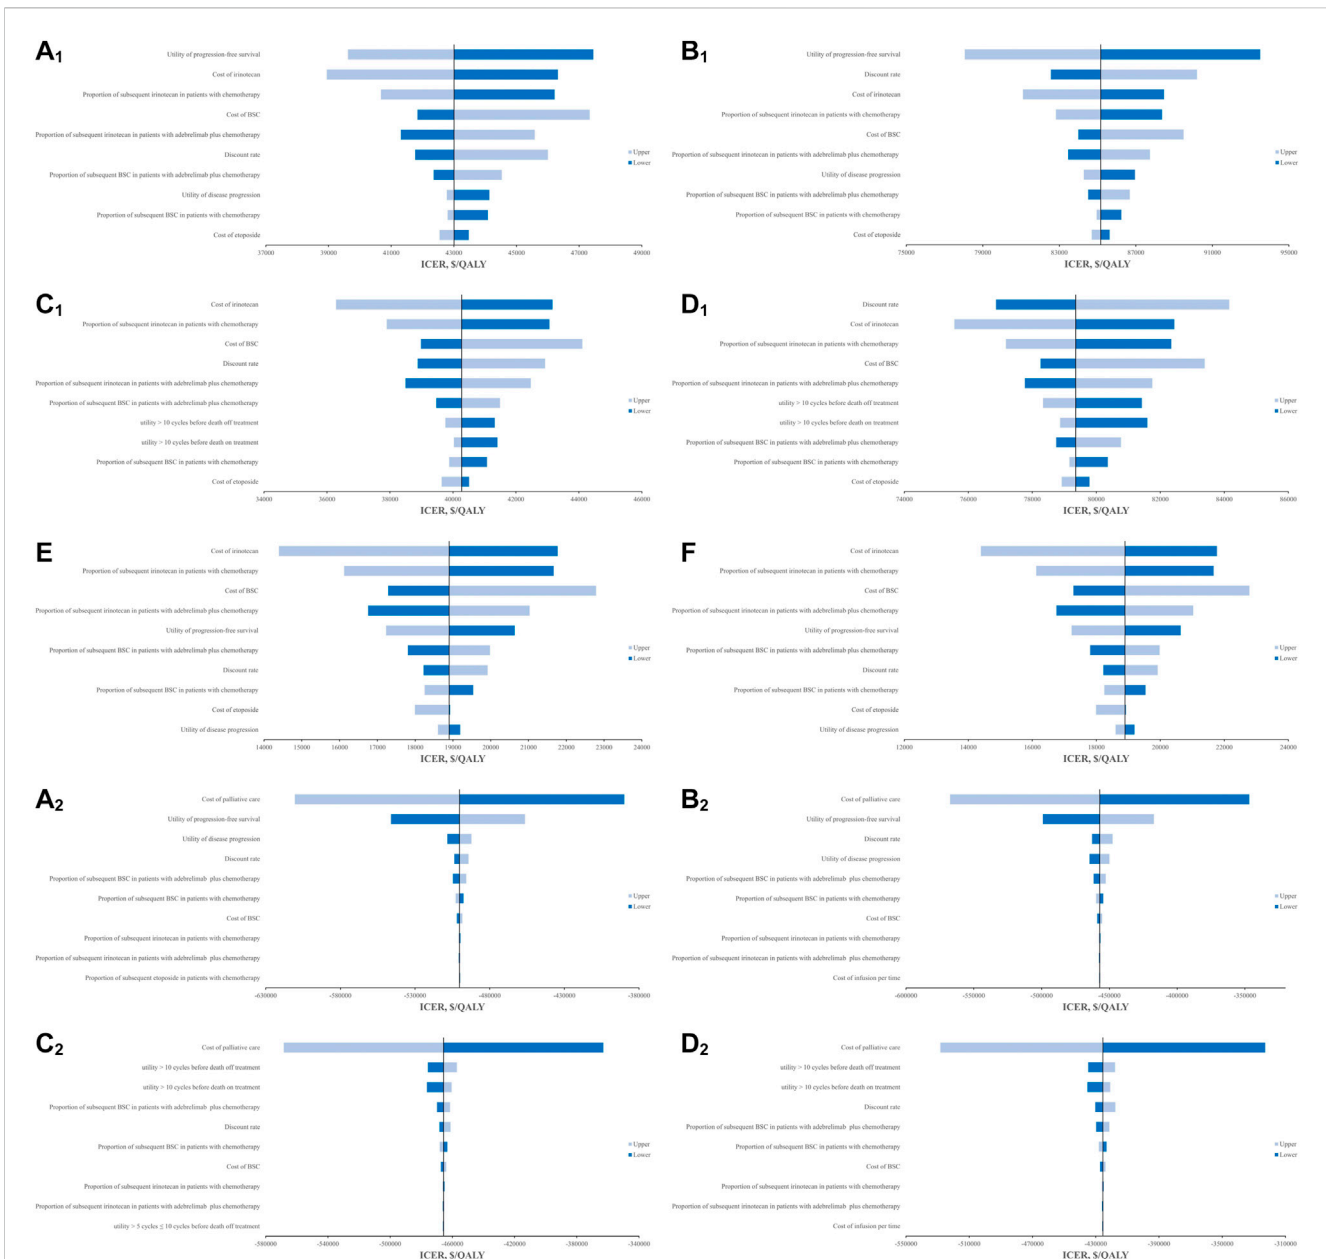 A1
Utility of progression-free survival
Cost of irinotecan
Proportion of subsequent irinotecan in patients with chemotherapy
Cost of BSC
Proportion of subsequent irinotecan in patients with adebrelimab plus chemotherapy
Discount rate
Proportion of subsequent BSC in patients with adebrelimab plus chemotherapy
Utility of disease progression
Proportion of subsequent BSC in patients with chemotherapy
Cost of etoposide
Upper
Lower
37000 39000 41000 43000 45000 47000 49000
ICER, $/QALY
B1
Utility of progression-free survival
Discount rate
Cost of irinotecan
Proportion of subsequent irinotecan in patients with chemotherapy
Cost of BSC
Proportion of subsequent irinotecan in patients with adebrelimab plus chemotherapy
Utility of disease progression
Proportion of subsequent BSC in patients with adebrelimab plus chemotherapy
Proportion of subsequent BSC in patients with chemotherapy
Cost of etoposide
Upper
Lower
75000 79000 83000 87000 91000 95000
ICER, $/QALY
C1
Cost of irinotecan
Proportion of subsequent irinotecan in patients with chemotherapy
Cost of BSC
Discount rate
Proportion of subsequent irinotecan in patients with adebrelimab plus chemotherapy
Proportion of subsequent BSC in patients with adebrelimab plus chemotherapy
utility > 10 cycles before death off treatment
utility > 10 cycles before death on treatment
Proportion of subsequent BSC in patients with chemotherapy
Cost of etoposide
Upper
Lower
34000 36000 38000 40000 42000 44000 46000
ICER, $/QALY
D1
Discount rate
Cost of irinotecan
Proportion of subsequent irinotecan in patients with chemotherapy
Cost of BSC
Proportion of subsequent irinotecan in patients with adebrelimab plus chemotherapy
utility > 10 cycles before death off treatment
utility > 10 cycles before death on treatment
Proportion of subsequent BSC in patients with adebrelimab plus chemotherapy
Proportion of subsequent BSC in patients with chemotherapy
Cost of etoposide
Upper
Lower
74000 76000 78000 80000 82000 84000 86000
ICER, $/QALY
E
Cost of irinotecan
Proportion of subsequent irinotecan in patients with chemotherapy
Cost of BSC
Proportion of subsequent irinotecan in patients with adebrelimab plus chemotherapy
Utility of progression-free survival
Proportion of subsequent BSC in patients with adebrelimab plus chemotherapy
Discount rate
Proportion of subsequent BSC in patients with chemotherapy
Cost of etoposide
Utility of disease progression
Upper
Lower
14000 15000 16000 17000 18000 19000 20000 21000 22000 23000 24000
ICER, $/QALY
F
Cost of irinotecan
Proportion of subsequent irinotecan in patients with chemotherapy
Cost of BSC
Proportion of subsequent irinotecan in patients with adebrelimab plus chemotherapy
Utility of progression-free survival
Proportion of subsequent BSC in patients with adebrelimab plus chemotherapy
Discount rate
Proportion of subsequent BSC in patients with chemotherapy
Cost of etoposide
Utility of disease progression
Upper
Lower
12000 14000 16000 18000 20000 22000 24000
ICER, $/QALY
A2
Cost of palliative care
Utility of progression-free survival
Utility of disease progression
Discount rate
Proportion of subsequent BSC in patients with adebrelimab plus chemotherapy
Proportion of subsequent BSC in patients with chemotherapy
Cost of BSC
Proportion of subsequent irinotecan in patients with chemotherapy
Proportion of subsequent irinotecan in patients with adebrelimab plus chemotherapy
Proportion of subsequent etoposide in patients with chemotherapy
Upper
Lower
-630000 -580000 -530000 -480000 -430000 -380000
ICER, $/QALY
B2
Cost of palliative care
Utility of progression-free survival
Discount rate
Utility of disease progression
Proportion of subsequent BSC in patients with adebrelimab plus chemotherapy
Proportion of subsequent BSC in patients with chemotherapy
Cost of BSC
Proportion of subsequent irinotecan in patients with chemotherapy
Proportion of subsequent irinotecan in patients with adebrelimab plus chemotherapy
Cost of infusion per time
Upper
Lower
-600000 -550000 -500000 -450000 -400000 -350000
ICER, $/QALY
C2
Cost of palliative care
utility > 10 cycles before death off treatment
utility > 10 cycles before death on treatment
Proportion of subsequent BSC in patients with adebrelimab plus chemotherapy
Discount rate
Proportion of subsequent BSC in patients with chemotherapy
Cost of BSC
Proportion of subsequent irinotecan in patients with chemotherapy
Proportion of subsequent irinotecan in patients with adebrelimab plus chemotherapy
utility > 5 cycles ≤ 10 cycles before death off treatment
Upper
Lower
-580000 -540000 -500000 -460000 -420000 -380000 -340000
ICER, $/QALY
D2
Cost of palliative care
utility > 10 cycles before death off treatment
utility > 10 cycles before death on treatment
Discount rate
Proportion of subsequent BSC in patients with adebrelimab plus chemotherapy
Proportion of subsequent BSC in patients with chemotherapy
Cost of BSC
Proportion of subsequent irinotecan in patients with chemotherapy
Proportion of subsequent irinotecan in patients with adebrelimab plus chemotherapy
Cost of infusion per time
Upper
Lower
-550000 -510000 -470000 -430000 -390000 -350000 -310000
ICER, $/QALY